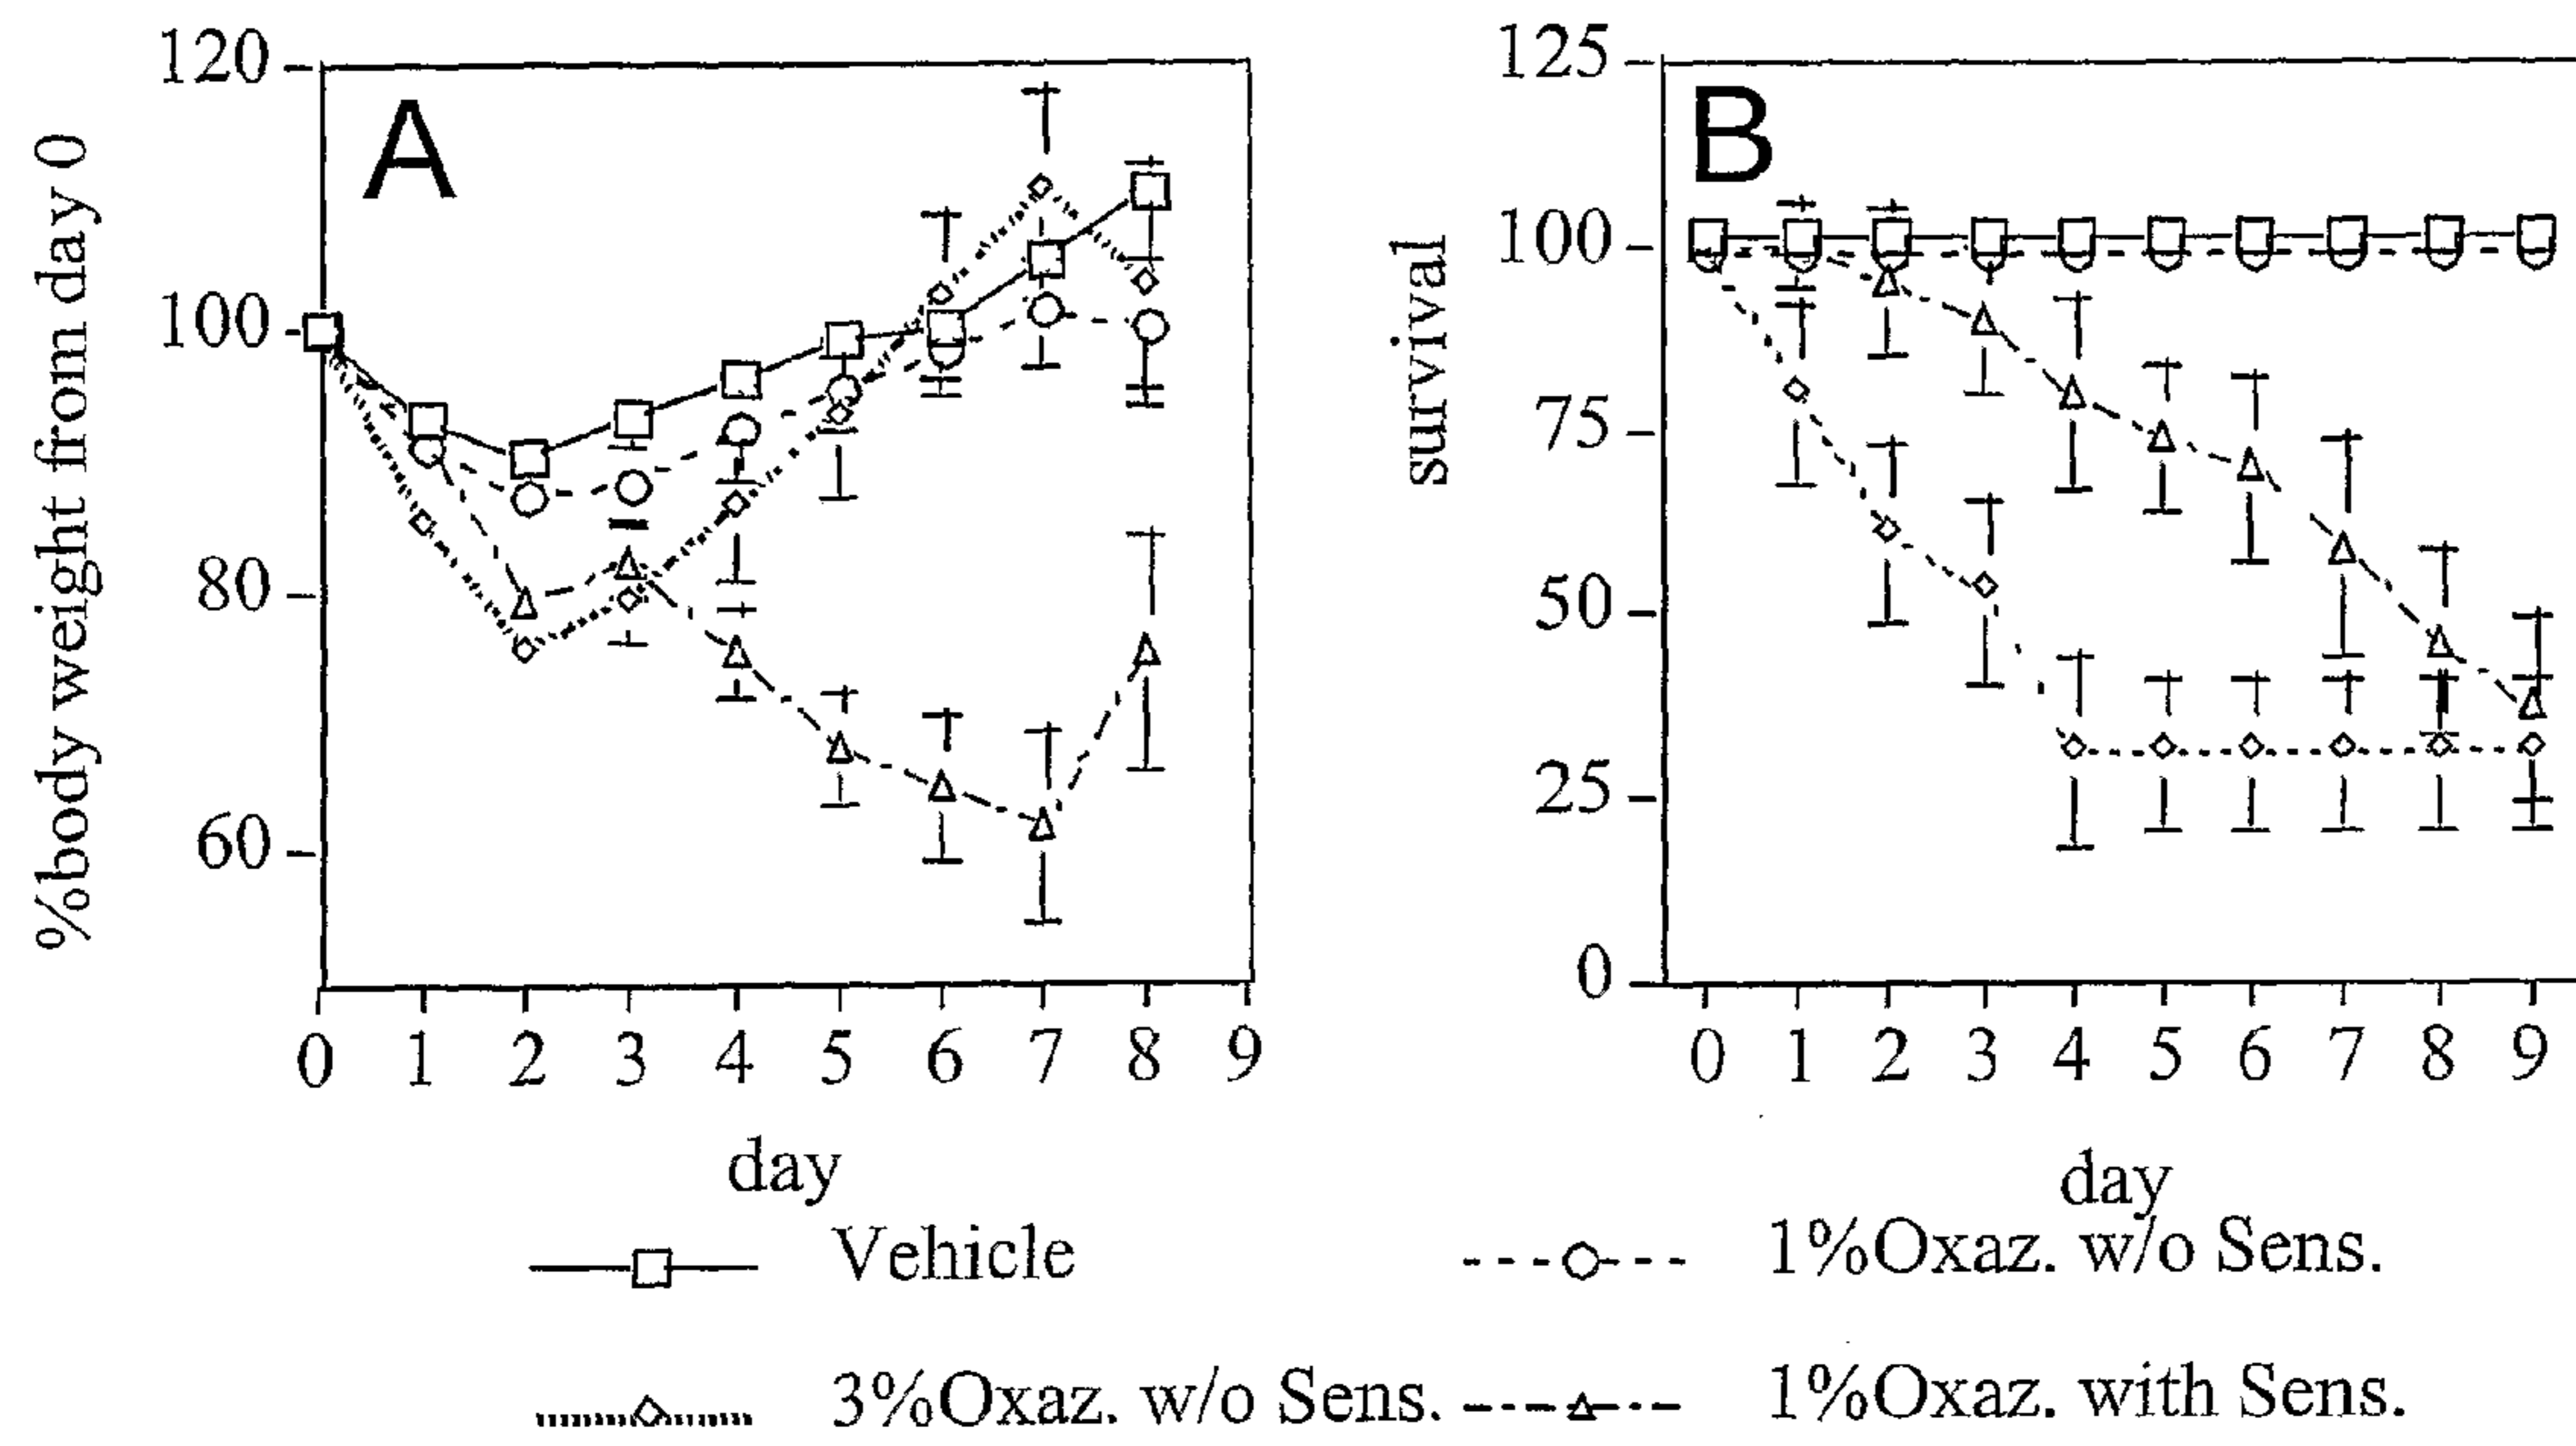 A
B
%body weight from day 0
120
100
80
60
0 1 2 3 4 5 6 7 8 9
day
survival
125
100
75
50
25
0
0 1 2 3 4 5 6 7 8 9
day
Vehicle
1%Oxaz. w/o Sens.
3%Oxaz. w/o Sens.
1%Oxaz. with Sens.